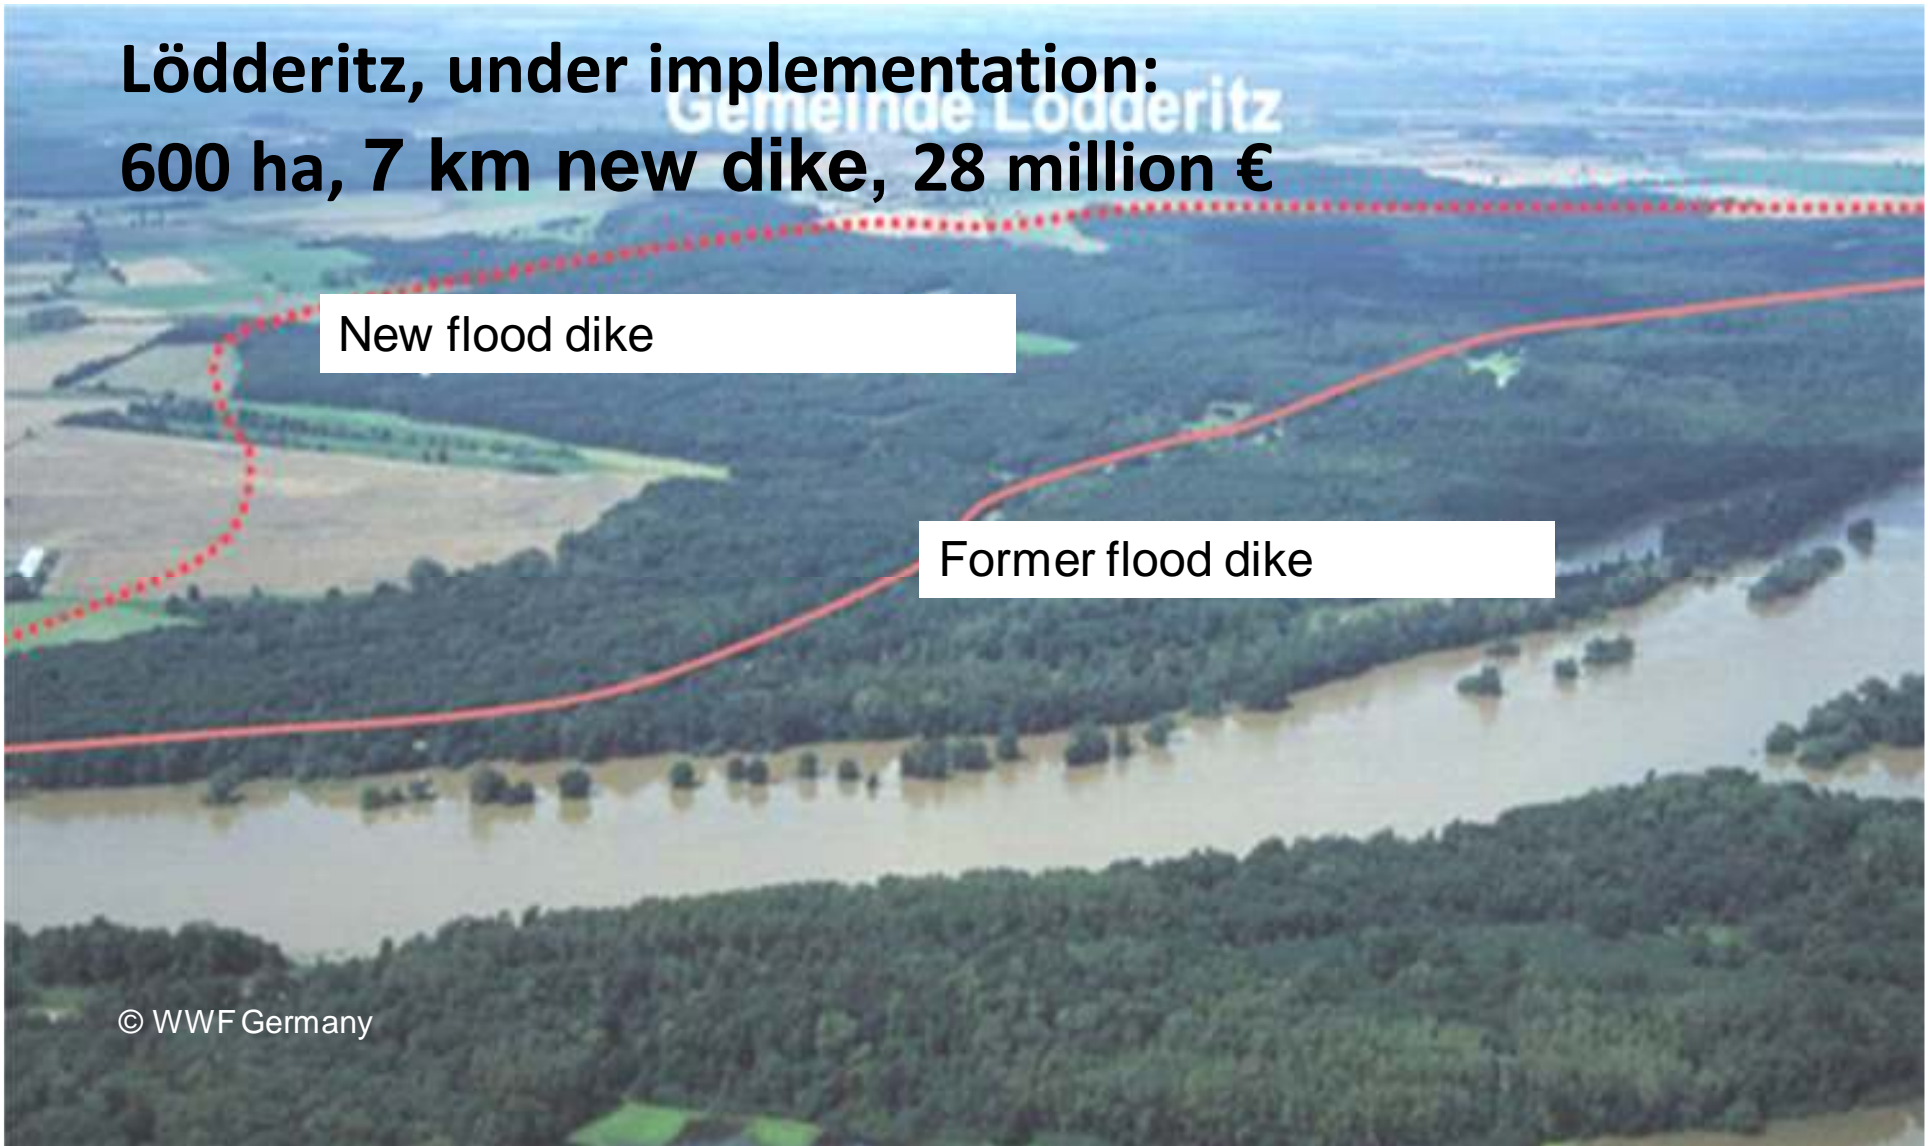 Lödderitz, under implementation:
Gemeinde Lödderitz
600 ha, 7 km new dike, 28 million €
New flood dike
Former flood dike
© WWF Germany